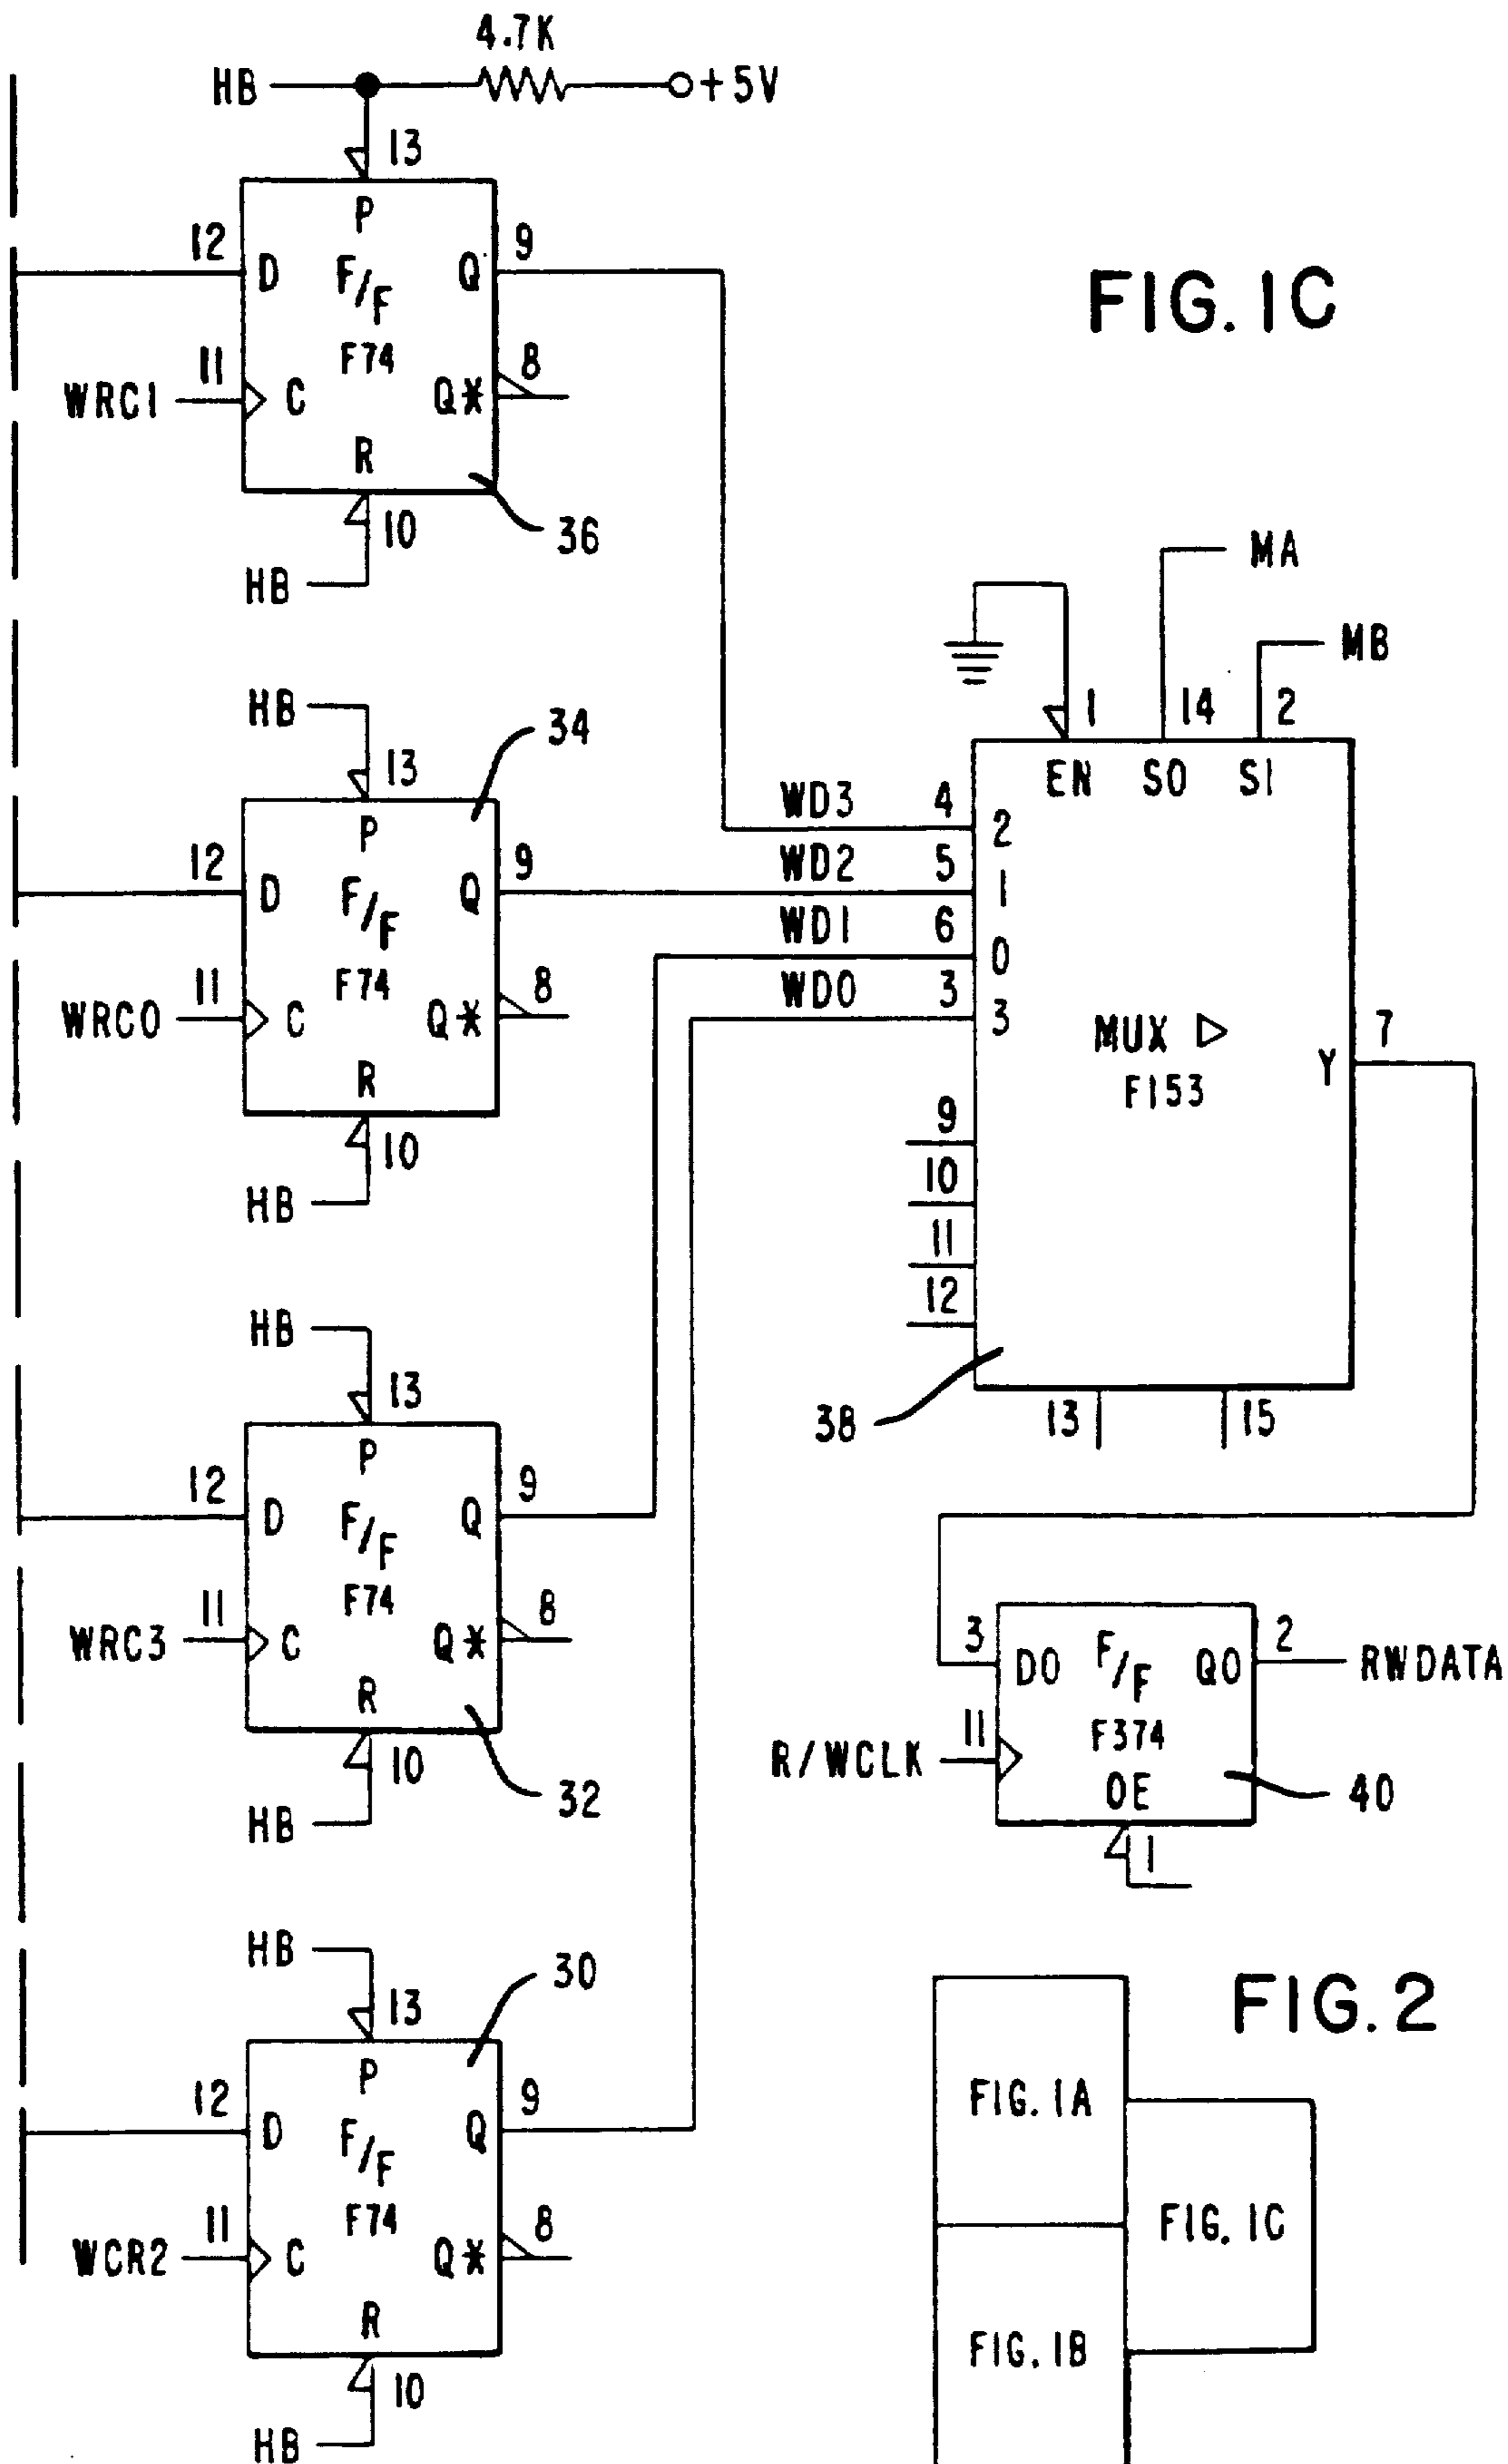 4.7K
HB
+5V
13
P
12
D
F/F
Q
9
FIG. 1C
F74
11
WRC1
C
Q*
8
R
10
36
HB
MA
MB
HB
34
13
1
14
2
P
EN
S0
S1
12
D
F/F
Q
9
WD3
4
2
WD2
5
1
WD1
6
0
WD0
3
3
F74
11
WRC0
C
Q*
8
MUX
F153
Y
7
R
10
HB
9
10
11
12
HB
13
38
13
15
P
12
D
F/F
Q
9
F74
11
WRC3
C
Q*
8
R
10
32
HB
3
D0
F/F
Q0
2
RWDATA
F374
11
R/WCLK
OE
40
1
HB
30
13
P
12
D
F/F
Q
9
F74
11
WCR2
C
Q*
8
R
10
HB
FIG. 2
FIG. 1A
FIG. 1C
FIG. 1B